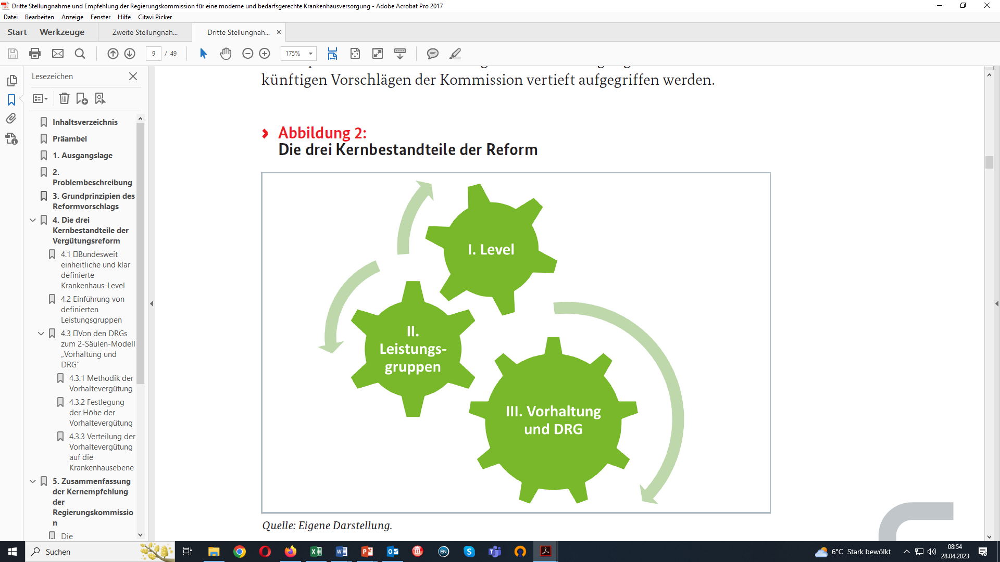 Dritte Stellungnahme und Empfehlung der Regierungskommission für eine moderne und bedarfsgerechte Krankenhausversorgung - Adobe Acrobat Pro 2017
Datei Bearbeiten Anzeige Fenster Hilfe Citavi Picker
Start Werkzeuge Zweite Stellungnah... Dritte Stellungnah...
9 / 49 175%
Lesezeichen
Inhaltsverzeichnis
Präambel
1. Ausgangslage
2.
Problembeschreibung
3. Grundprinzipien des
Reformvorschlags
4. Die drei
Kernbestandteile der
Vergütungsreform
4.1 Bundesweit
einheitliche und klar
definierte
Krankenhaus-Level
4.2 Einführung von
definierten
Leistungsgruppen
4.3 Von den DRGs
zum 2-Säulen-Modell
„Vorhaltung und
DRG“
4.3.1 Methodik der
Vorhaltevergütung
4.3.2 Festlegung
der Höhe der
Vorhaltevergütung
4.3.3 Verteilung der
Vorhaltevergütung
auf die
Krankenhausebene
5. Zusammenfassung
der Kernempfehlung
der
Regierungskommissio
n
Die
künftigen Vorschlägen der Kommission vertieft aufgegriffen werden.
Abbildung 2:
Die drei Kernbestandteile der Reform
I. Level
II.
Leistungs-
gruppen
III. Vorhaltung
und DRG
Quelle: Eigene Darstellung.
Suchen
EN
6°C Stark bewölkt
08:54
28.04.2023